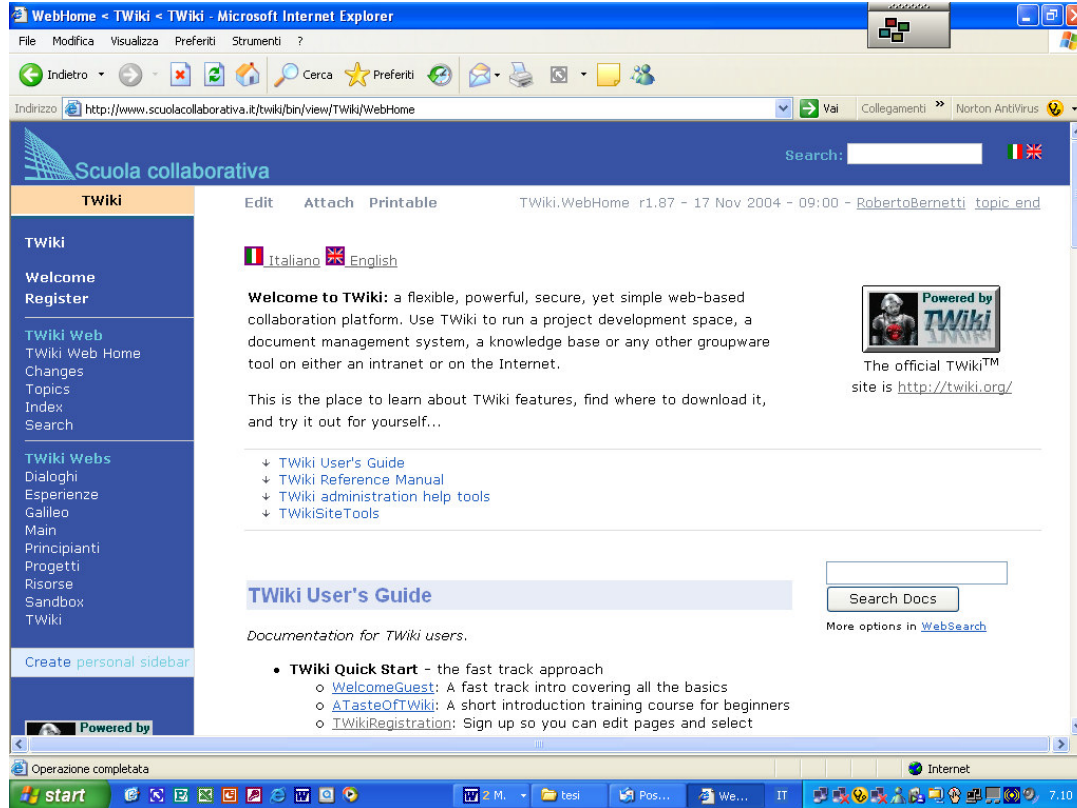 WebHome < TWiki < TWiki - Microsoft Internet Explorer
File Modifica Visualizza Preferiti Strumenti ?
Indietro Cerca Preferiti
Indirizzo http://www.scuolacollaborativa.it/twiki/bin/view/TWiki/WebHome Vai Collegamenti » Norton AntiVirus
Scuola collaborativa Search:
TWiki
Edit Attach Printable TWiki.WebHome r1.87 - 17 Nov 2004 - 09:00 - RobertoBernetti topic end
TWiki
Welcome
Register
TWiki Web
TWiki Web Home
Changes
Topics
Index
Search
TWiki Webs
Dialoghi
Esperienze
Galileo
Main
Principianti
Progetti
Risorse
Sandbox
TWiki
Create personal sidebar
Powered by
Italiano English
Welcome to TWiki: a flexible, powerful, secure, yet simple web-based
collaboration platform. Use TWiki to run a project development space, a
document management system, a knowledge base or any other groupware
tool on either an intranet or on the Internet.
This is the place to learn about TWiki features, find where to download it,
and try it out for yourself...
Powered by
TWiki
The official TWiki™
site is http://twiki.org/
↓ TWiki User's Guide
↓ TWiki Reference Manual
↓ TWiki administration help tools
↓ TWikiSiteTools
TWiki User's Guide
Search Docs
More options in WebSearch
Documentation for TWiki users.
• TWiki Quick Start - the fast track approach
o WelcomeGuest: A fast track intro covering all the basics
o ATasteOfTWiki: A short introduction training course for beginners
o TWikiRegistration: Sign up so you can edit pages and select
Operazione completata Internet
start 2 M. tesi Pos... We... IT 7.10